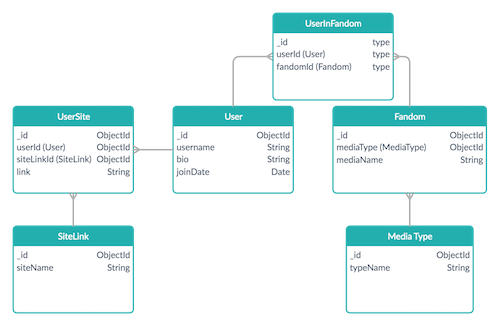 UserInFandom
_id type
userId (User) type
fandomId (Fandom) type
UserSite
_id ObjectId
userId (User) ObjectId
siteLinkId (SiteLink) ObjectId
link String
User
_id ObjectId
username String
bio String
joinDate Date
Fandom
_id ObjectId
mediaType (MediaType) ObjectId
mediaName String
SiteLink
_id ObjectId
siteName String
Media Type
_id ObjectId
typeName String